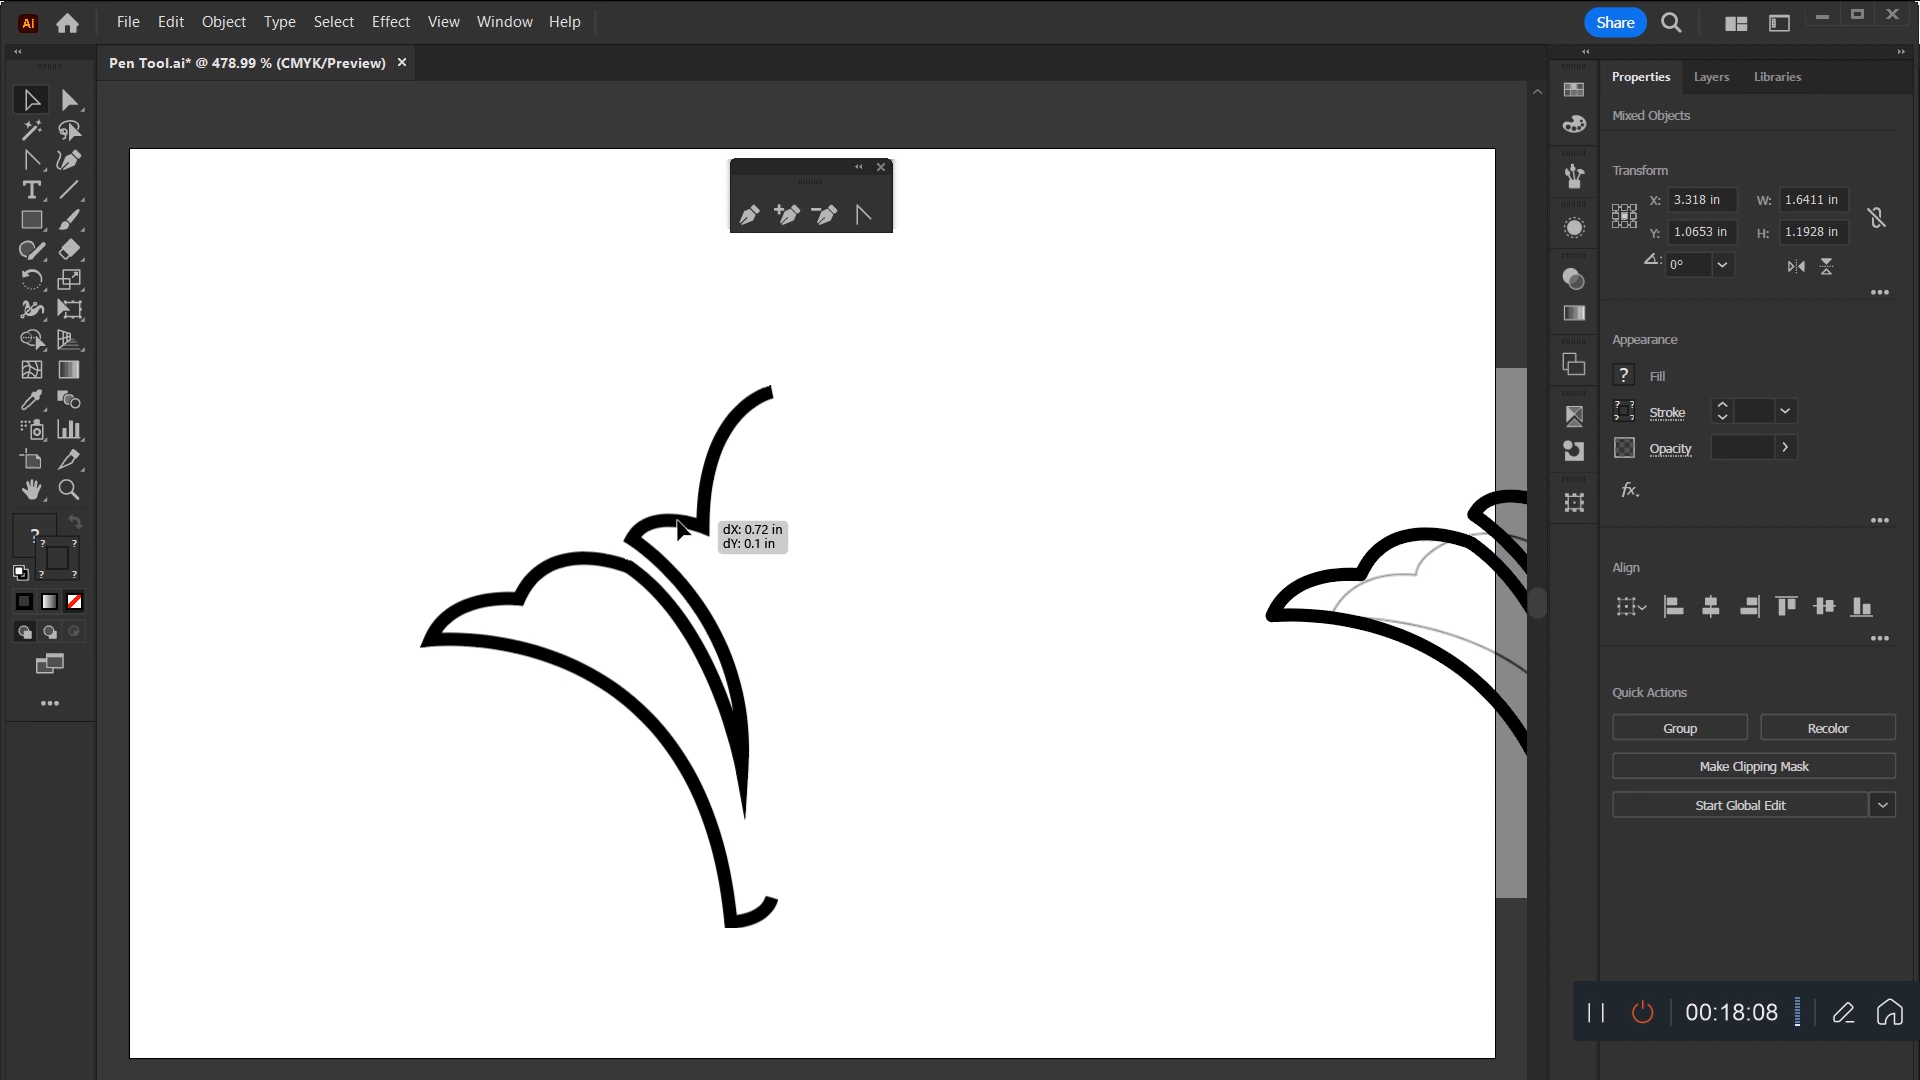 Ai File Edit Object Type Select Effect View Window Help Share
Pen Tool.ai* @ 478.99 % (CMYK/Preview)
Properties Layers Libraries
Mixed Objects
Transform
X: 3.318 in W: 1.6411 in
Y: 1.0653 in H: 1.1928 in
0°
Appearance
? Fill
Stroke
Opacity
fx.
dX: 0.72 in
dY: 0.1 in
Align
Quick Actions
Group Recolor
Make Clipping Mask
Start Global Edit
00:18:08